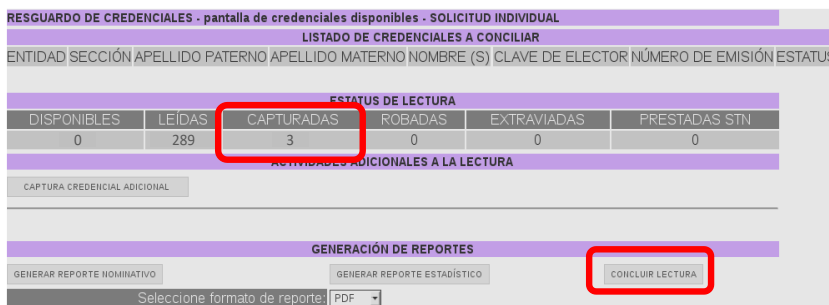 RESGUARDO DE CREDENCIALES - pantalla de credenciales disponibles - SOLICITUD INDIVIDUAL
LISTADO DE CREDENCIALES A CONCILIAR
ENTIDAD SECCIÓN APELLIDO PATERNO APELLIDO MATERNO NOMBRE (S) CLAVE DE ELECTOR NÚMERO DE EMISIÓN ESTATUS
ESTATUS DE LECTURA
DISPONIBLES LEÍDAS CAPTURADAS ROBADAS EXTRAVIADAS PRESTADAS STN
0 289 3 0 0 0
ACTIVIDADES ADICIONALES A LA LECTURA
CAPTURA CREDENCIAL ADICIONAL
GENERACIÓN DE REPORTES
GENERAR REPORTE NOMINATIVO GENERAR REPORTE ESTADÍSTICO CONCLUIR LECTURA
Seleccione formato de reporte: PDF